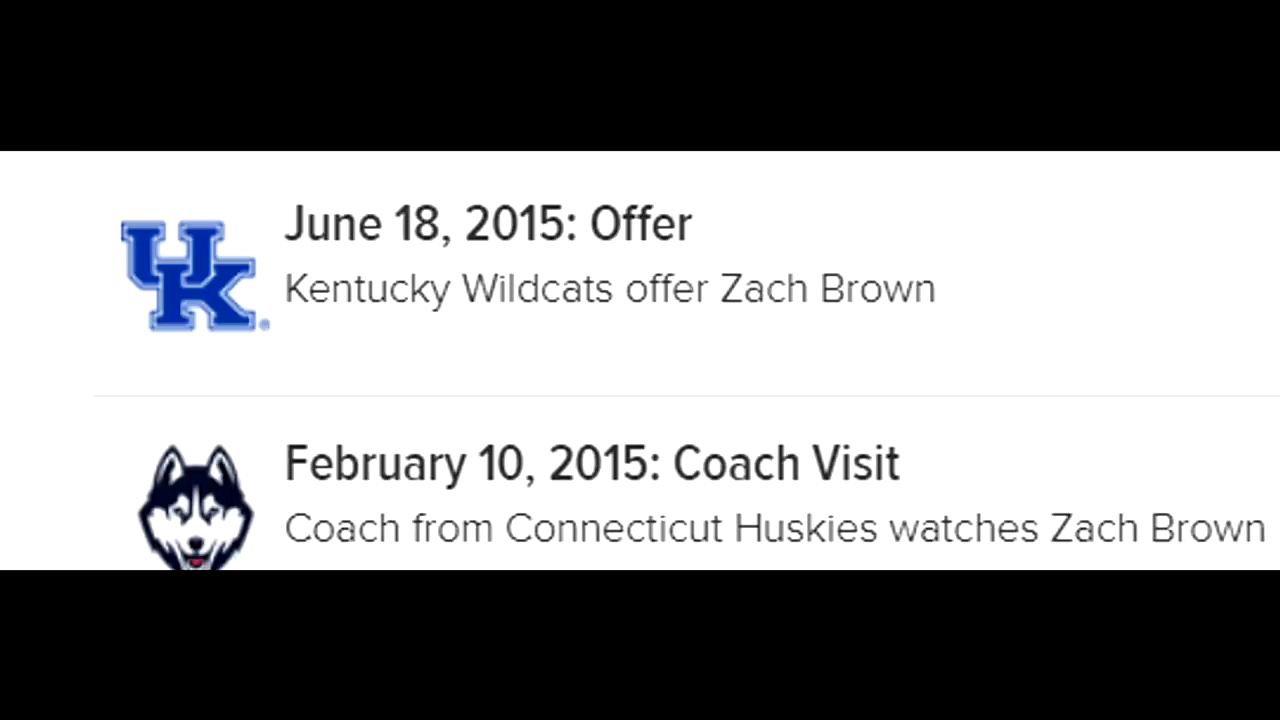 UK
June 18, 2015: Offer
Kentucky Wildcats offer Zach Brown
February 10, 2015: Coach Visit
Coach from Connecticut Huskies watches Zach Brown